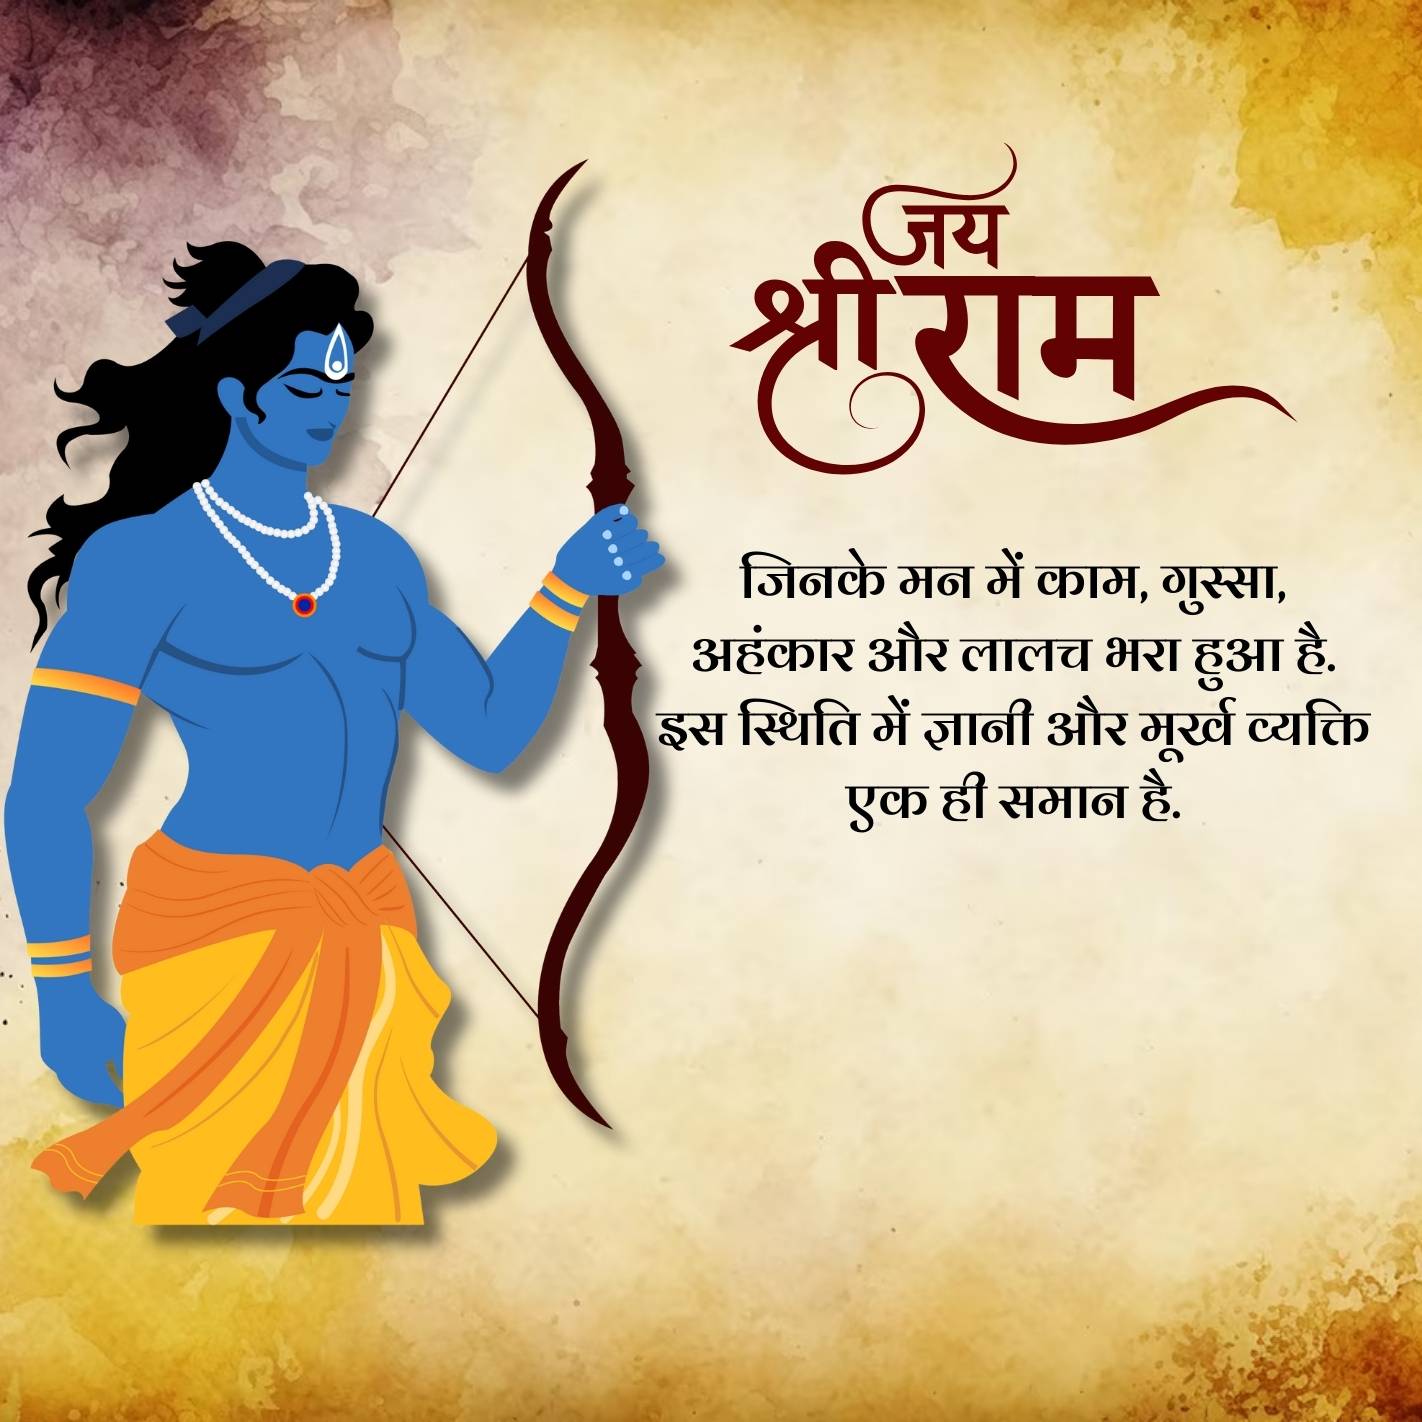 जय
श्री राम
जिनके मन में काम, गुस्सा,
अहंकार और लालच भरा हुआ है.
इस स्थिति में ज्ञानी और मूर्ख व्यक्ति
एक ही समान है.